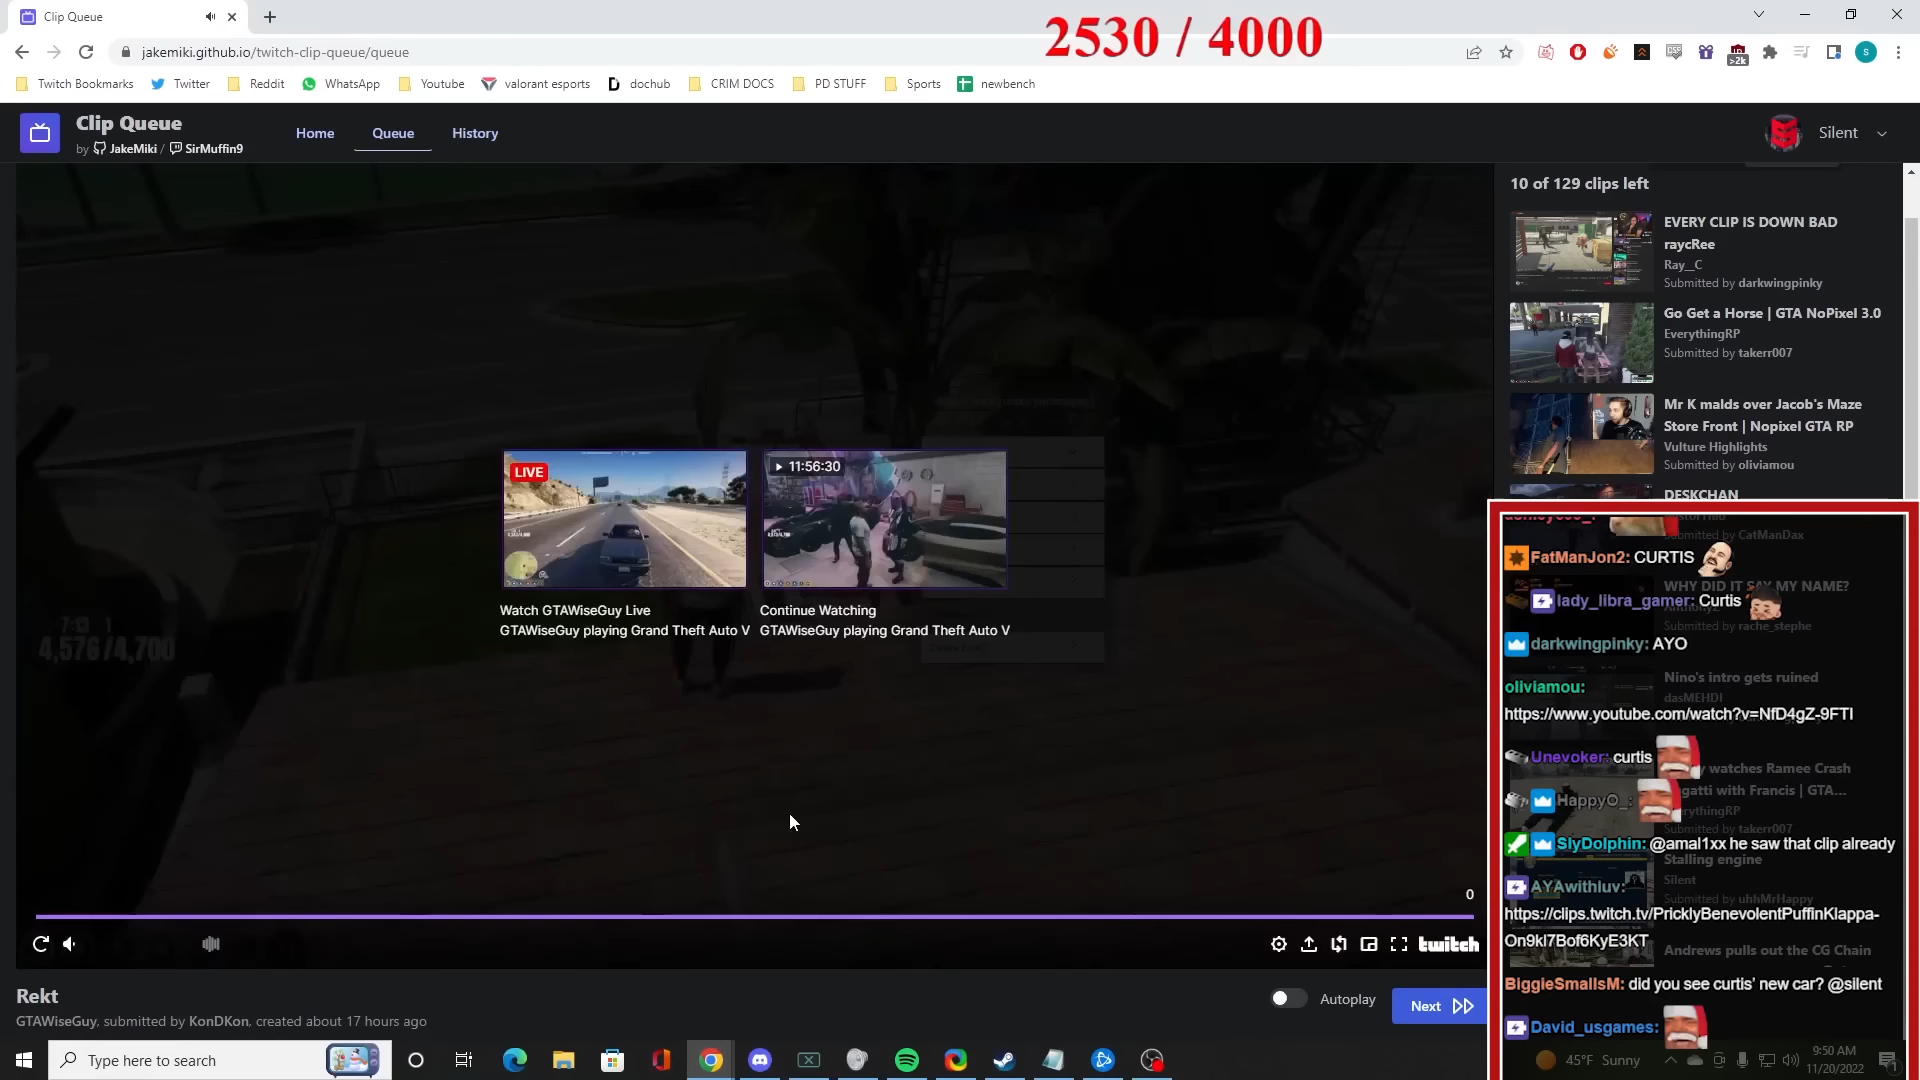 Clip Queue
2530 / 4000
jakemiki.github.io/twitch-clip-queue/queue
>2k
S
Twitch Bookmarks
Twitter
Reddit
WhatsApp
Youtube
valorant esports
dochub
CRIM DOCS
PD STUFF
Sports
newbench
Clip Queue
by JakeMiki / SirMuffin9
Home
Queue
History
Silent
10 of 129 clips left
EVERY CLIP IS DOWN BAD
raycRee
Ray__C
Submitted by darkwingpinky
Go Get a Horse | GTA NoPixel 3.0
EverythingRP
Submitted by takerr007
Mr K malds over Jacob's Maze
Store Front | Nopixel GTA RP
Vulture Highlights
Submitted by oliviamou
DESKCHAN
Submitted by CatManDax
WHY DID IT SAY MY NAME?
AnthonyZ
Submitted by rache_stephe
Nino's intro gets ruined
dasMEHDI
watches Ramee Crash
gatti with Francis | GTA...
Submitted by takerr007
Stalling engine
Silent
Submitted by uhhMrHappy
Andrews pulls out the CG Chain
FatManJon2: CURTIS
lady_libra_gamer: Curtis
darkwingpinky: AYO
oliviamou:
https://www.youtube.com/watch?v=NfD4gZ-9FTI
Unevoker: curtis
HappyO_:
SlyDolphin: @amal1xx he saw that clip already
AYAwithluv:
https://clips.twitch.tv/PricklyBenevolentPuffinKlappa-
On9kl7Bof6KyE3KT
BiggieSmallsM: did you see curtis' new car? @silent
David_usgames:
LIVE
11:56:30
Watch GTAWiseGuy Live
GTAWiseGuy playing Grand Theft Auto V
Continue Watching
GTAWiseGuy playing Grand Theft Auto V
4,576/4,700
0
twitch
Rekt
GTAWiseGuy, submitted by KonDKon, created about 17 hours ago
Autoplay
Next
Type here to search
45°F Sunny
9:50 AM
11/20/2022
1